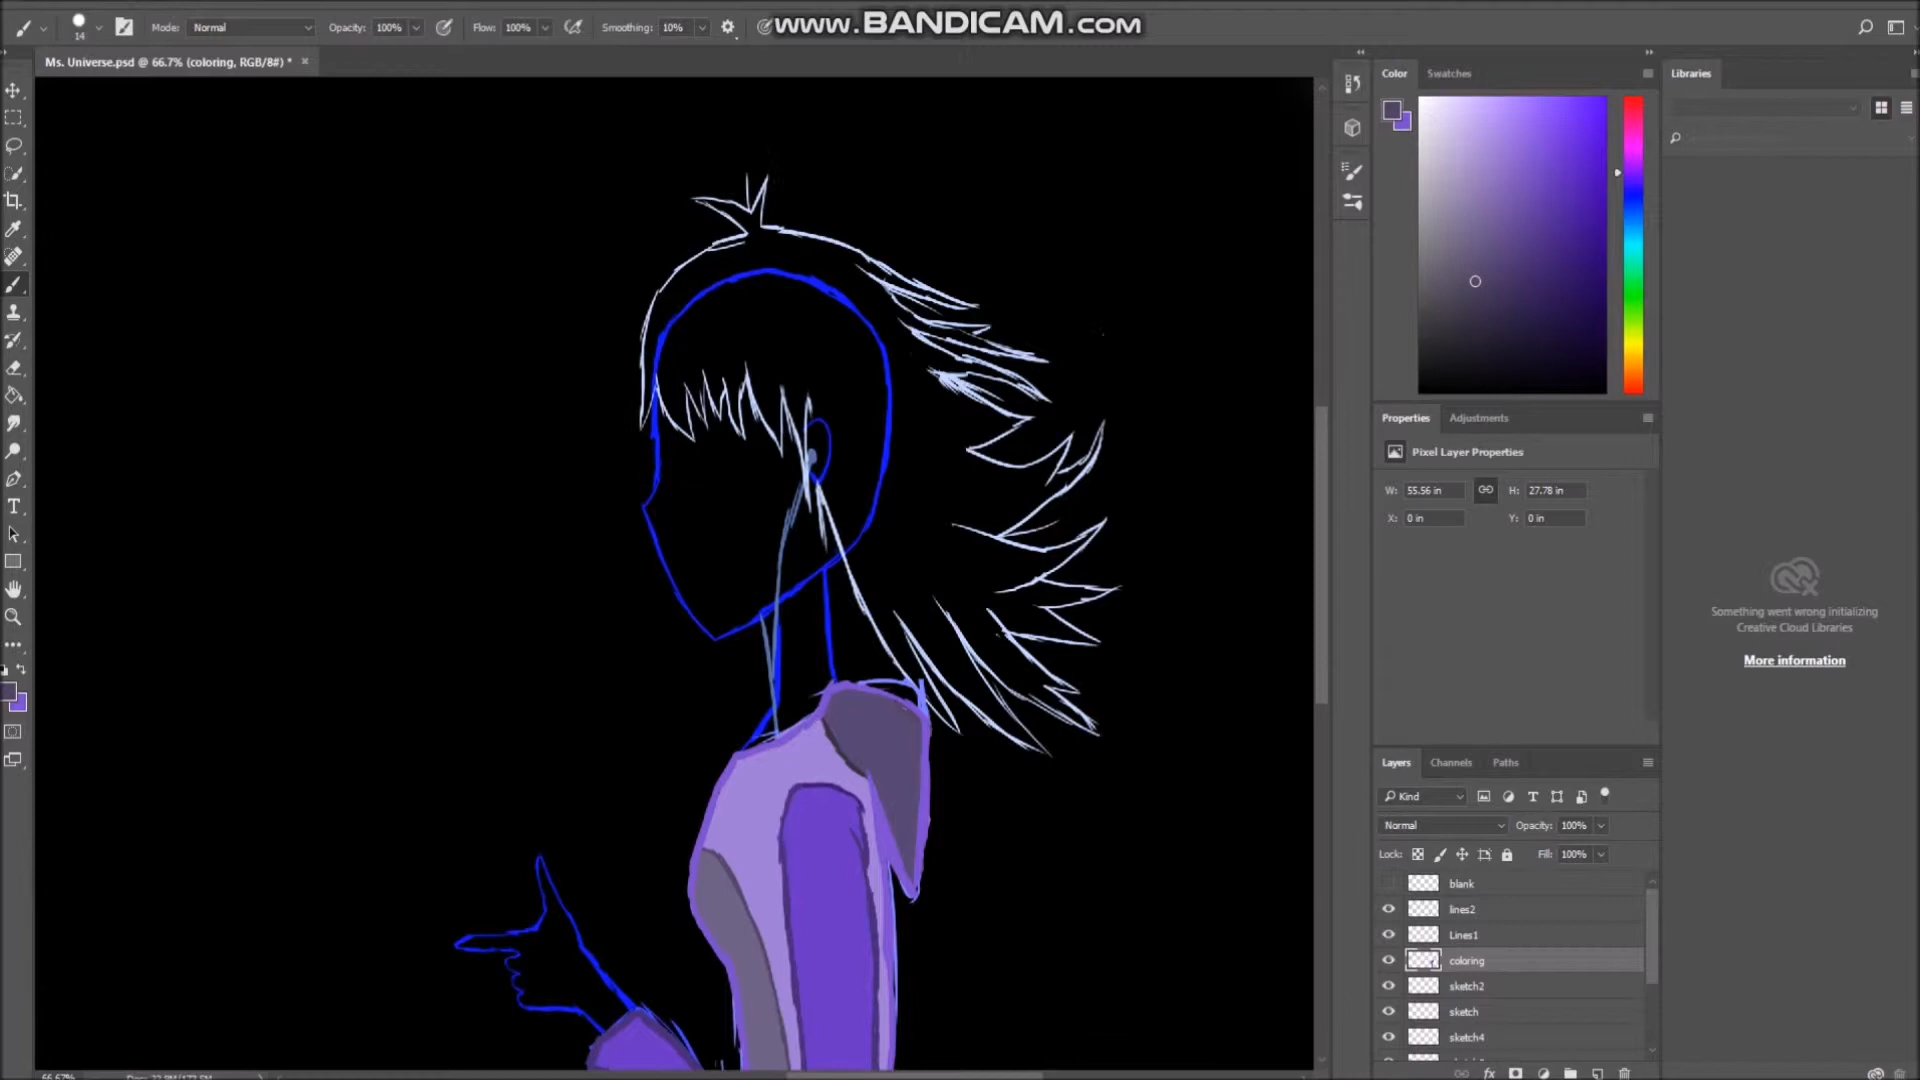 www.BANDICAM.com
14 Mode: Normal Opacity: 100% Flow: 100% Smoothing: 10%
Ms. Universe.psd @ 66.7% (coloring, RGB/8#) *
Color Swatches
Libraries
Properties Adjustments
Pixel Layer Properties
W: 55.56 in H: 27.78 in
X: 0 in Y: 0 in
Something went wrong initializing
Creative Cloud Libraries
More information
Layers Channels Paths
Kind
Normal Opacity: 100%
Lock: Fill: 100%
blank
lines2
Lines1
coloring
sketch2
sketch
sketch4
66.67%